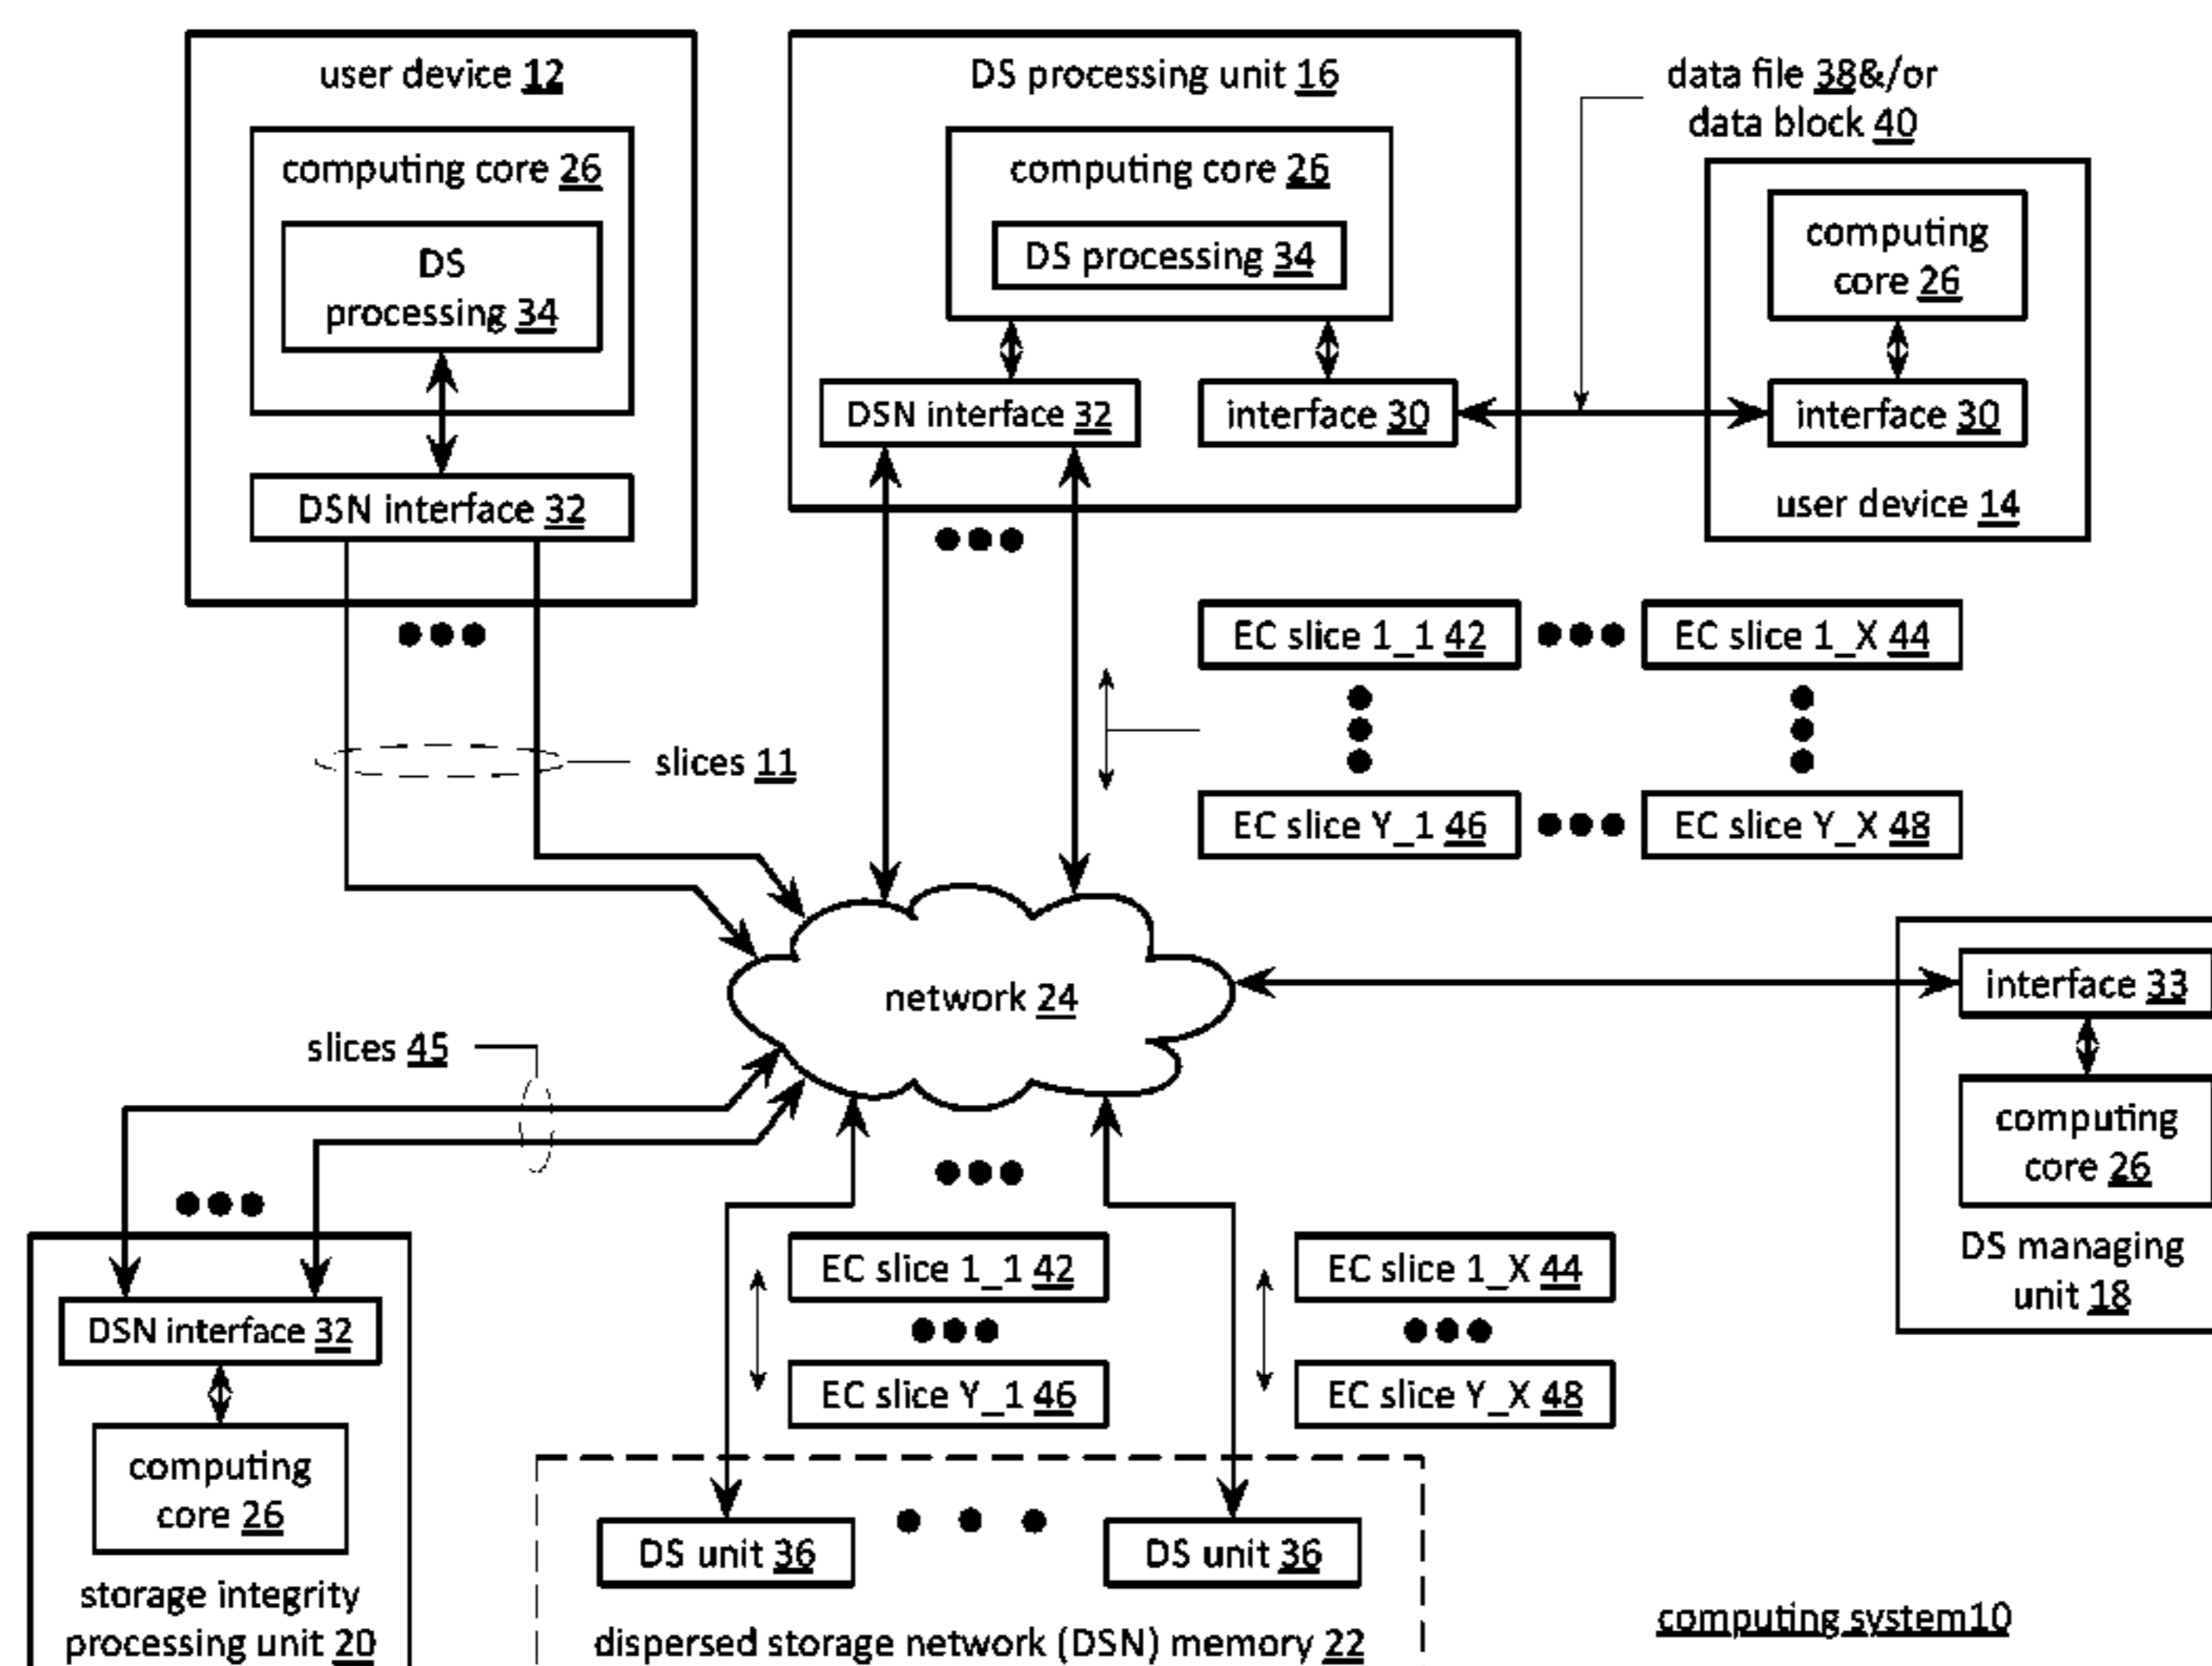 user device 12
computing core 26
DS
processing 34
DSN interface 32
DS processing unit 16
computing core 26
DS processing 34
DSN interface 32
interface 30
data file 38&/or
data block 40
computing
core 26
interface 30
user device 14
slices 11
EC slice 1_1 42
EC slice 1_X 44
EC slice Y_1 46
EC slice Y_X 48
network 24
interface 33
computing
core 26
DS managing
unit 18
slices 45
DSN interface 32
computing
core 26
storage integrity
processing unit 20
EC slice 1_1 42
EC slice 1_X 44
EC slice Y_1 46
EC slice Y_X 48
DS unit 36
DS unit 36
dispersed storage network (DSN) memory 22
computing system10